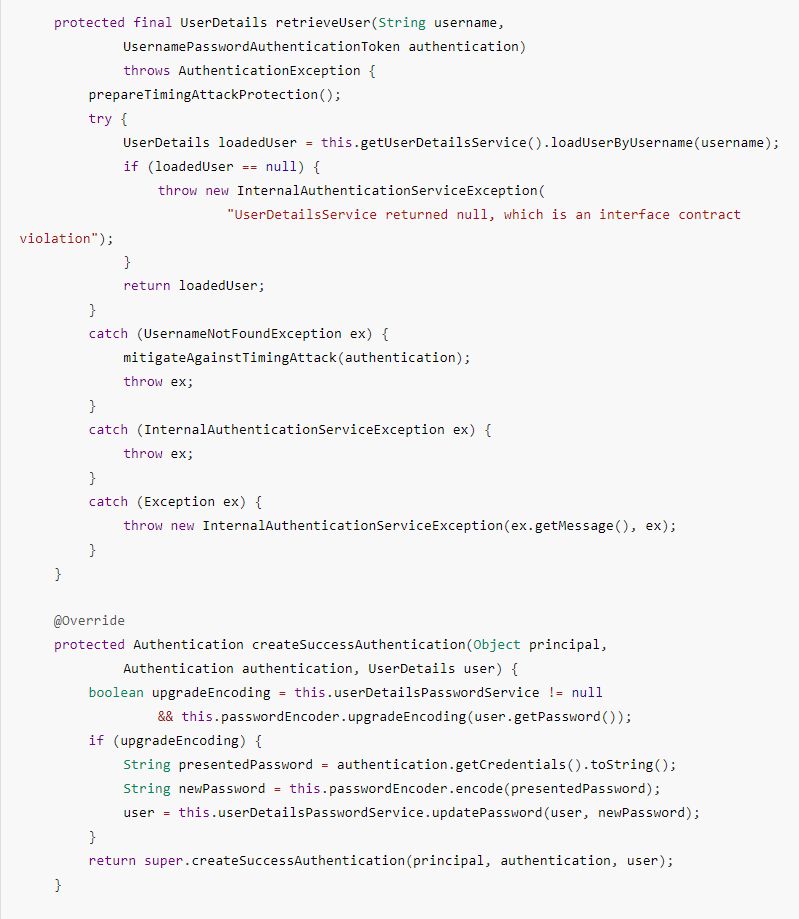 protected final UserDetails retrieveUser(String username,
UsernamePasswordAuthenticationToken authentication)
throws AuthenticationException {
prepareTimingAttackProtection();
try {
UserDetails loadedUser = this.getUserDetailsService().loadUserByUsername(username);
if (loadedUser == null) {
throw new InternalAuthenticationServiceException(
"UserDetailsService returned null, which is an interface contract
violation");
}
return loadedUser;
}
catch (UsernameNotFoundException ex) {
mitigateAgainstTimingAttack(authentication);
throw ex;
}
catch (InternalAuthenticationServiceException ex) {
throw ex;
}
catch (Exception ex) {
throw new InternalAuthenticationServiceException(ex.getMessage(), ex);
}
}
@Override
protected Authentication createSuccessAuthentication(Object principal,
Authentication authentication, UserDetails user) {
boolean upgradeEncoding = this.userDetailsPasswordService != null
&& this.passwordEncoder.upgradeEncoding(user.getPassword());
if (upgradeEncoding) {
String presentedPassword = authentication.getCredentials().toString();
String newPassword = this.passwordEncoder.encode(presentedPassword);
user = this.userDetailsPasswordService.updatePassword(user, newPassword);
}
return super.createSuccessAuthentication(principal, authentication, user);
}